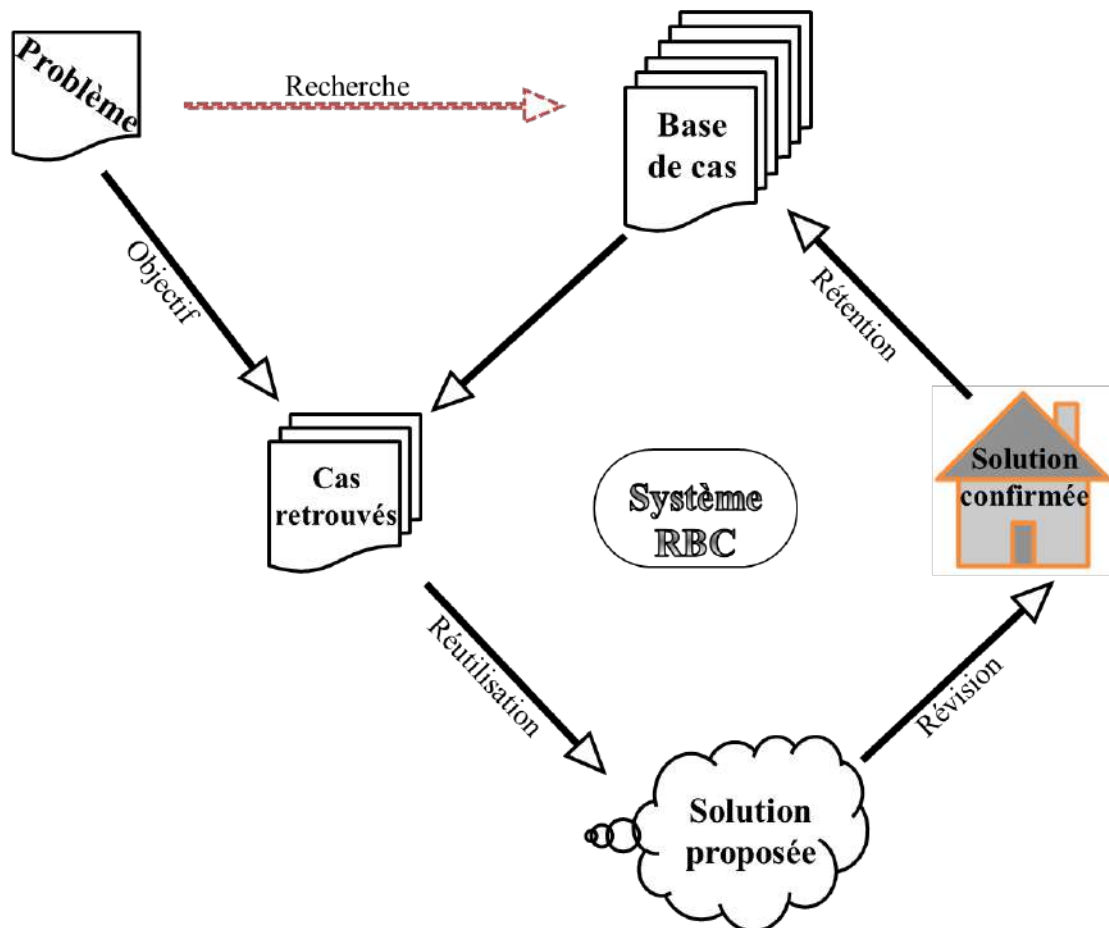 Problème
Recherche
Base
de cas
Objectif
Rétention
Cas
retrouvés
Système
RBC
Solution
confirmée
Réutilisation
Révision
Solution
proposée